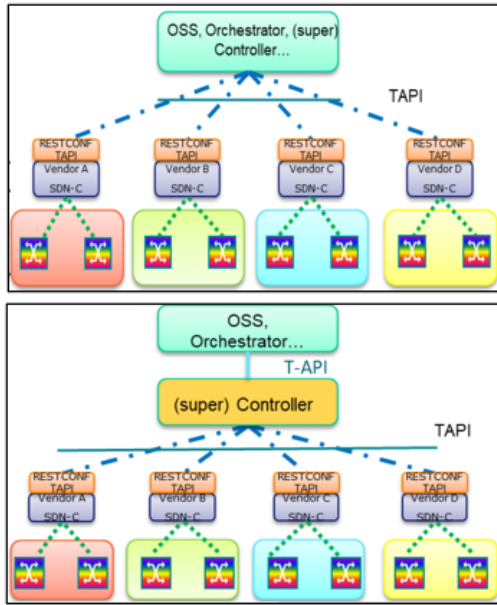 OSS, Orchestrator, (super)
Controller...
TAPI
RESTCONF
TAPI
Vendor A
SDN-C
RESTCONF
TAPI
Vendor B
SDN-C
RESTCONF
TAPI
Vendor C
SDN-C
RESTCONF
TAPI
Vendor D
SDN-C
OSS,
Orchestrator...
T-API
(super) Controller
TAPI
RESTCONF
TAPI
Vendor A
SDN-C
RESTCONF
TAPI
Vendor B
SDN-C
RESTCONF
TAPI
Vendor C
SDN-C
RESTCONF
TAPI
Vendor D
SDN-C